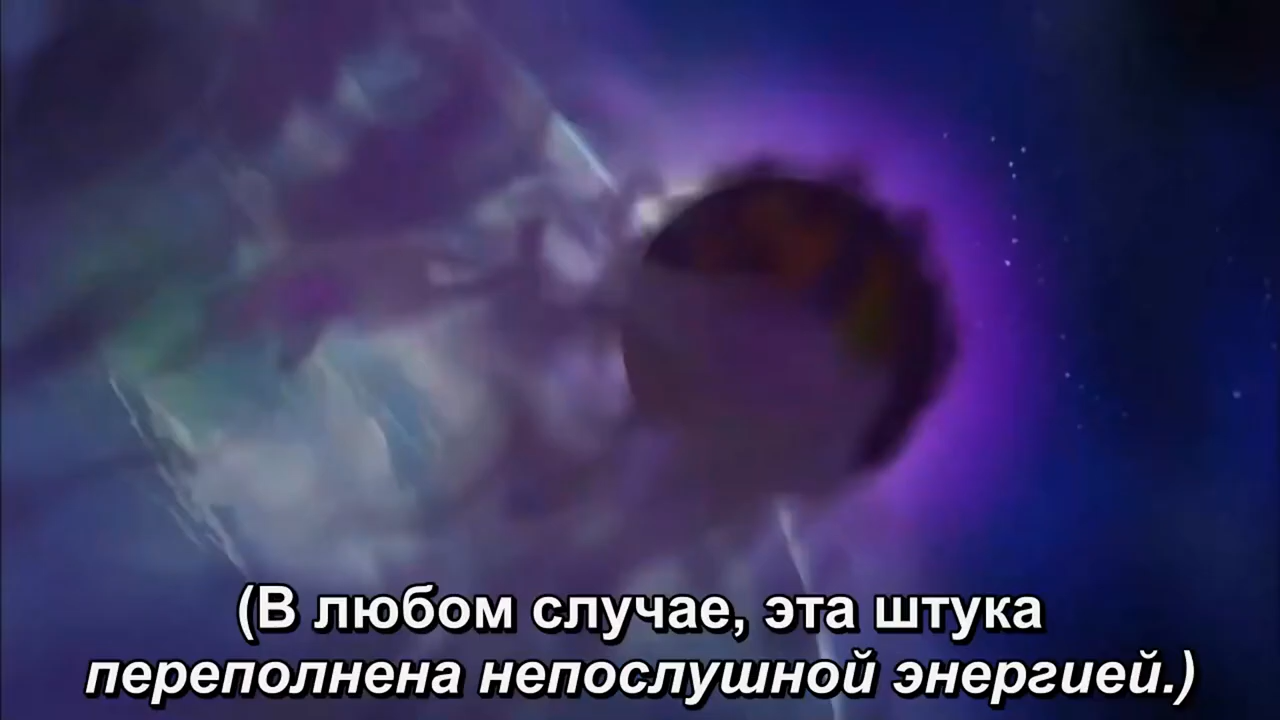 (В любом случае, эта штука
переполнена непослушной энергией.)